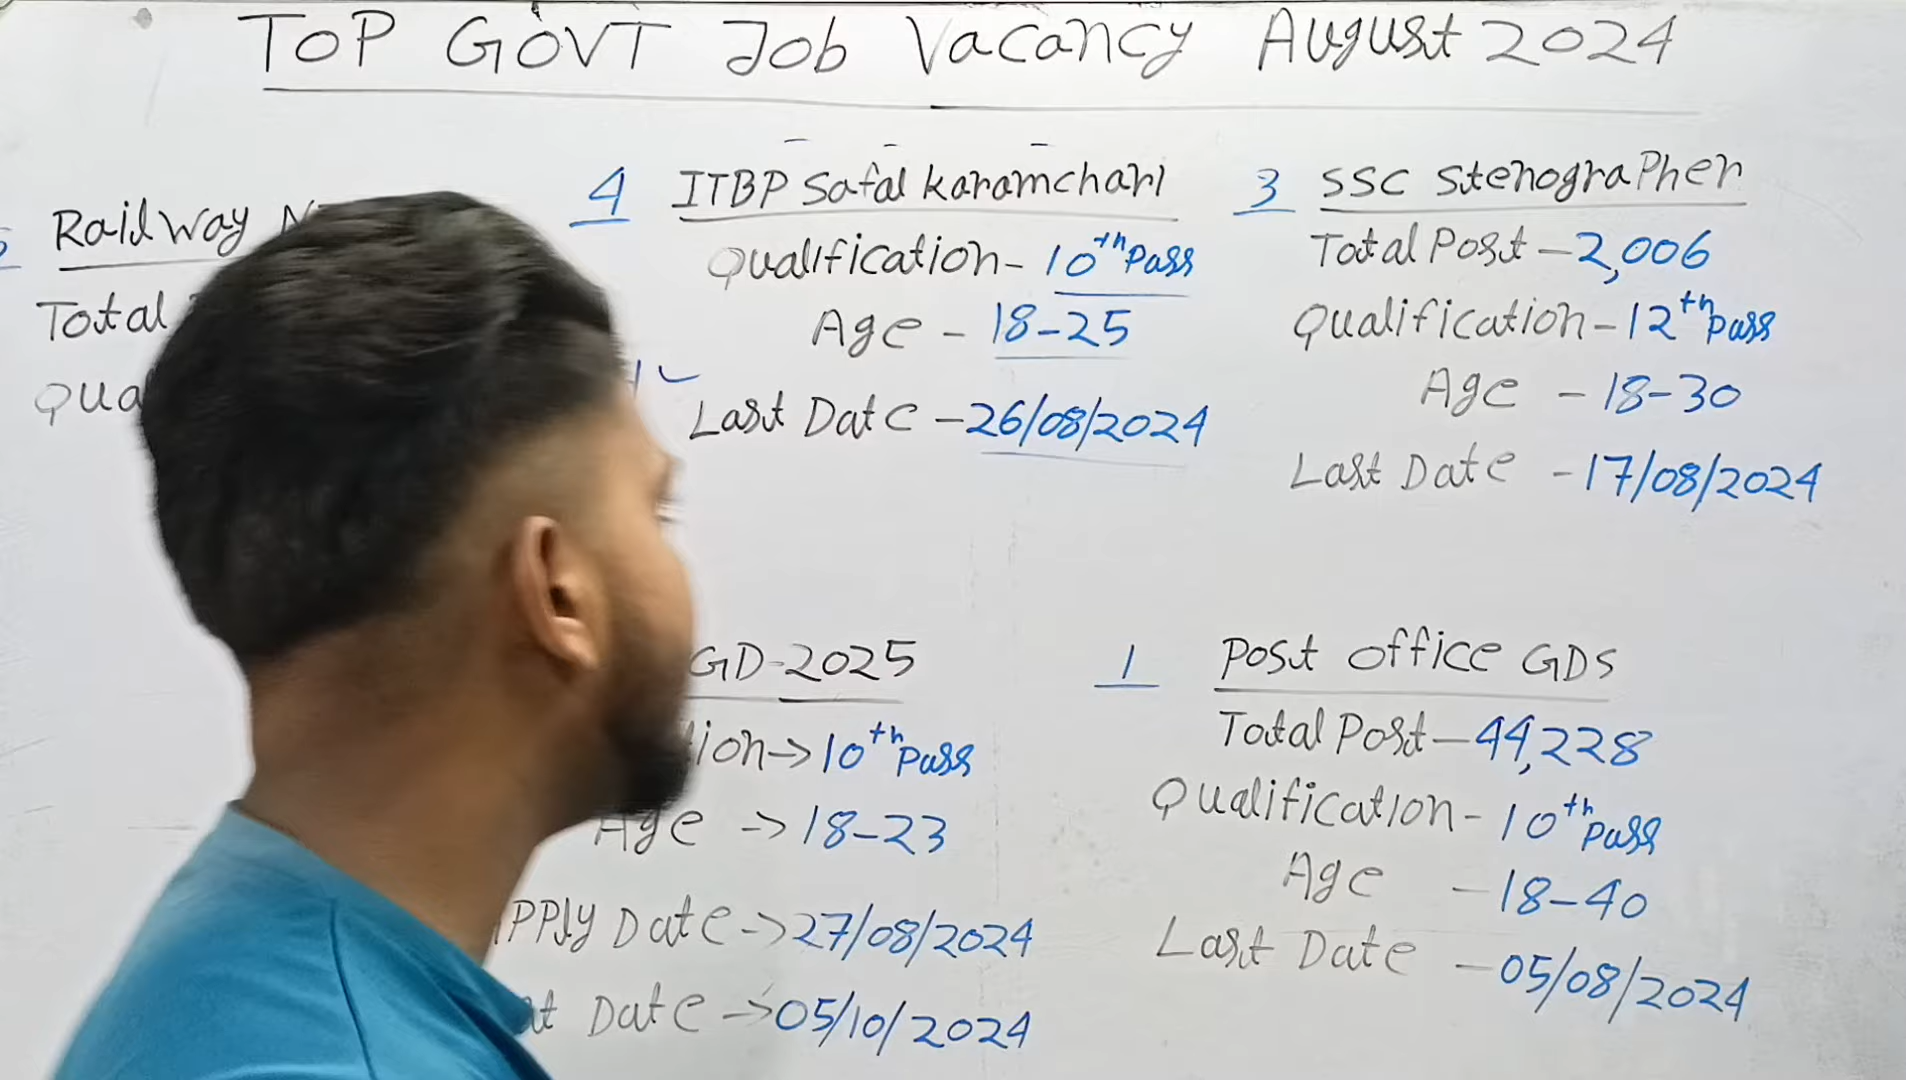 TOP GOVT Job Vacancy August 2024
Railway
Total
4 ITBP Safai Karamchari
Qualification - 10th Pass
Age - 18-25
Last Date - 26/08/2024
3 SSC Stenographer
Total Post - 2,006
Qualification - 12th Pass
Age - 18-30
Last Date - 17/08/2024
GD-2025
tion → 10th Pass
Age → 18-23
pply Date → 27/08/2024
Date → 05/10/2024
1 Post office GDS
Total Post - 44,228
Qualification - 10th Pass
Age - 18-40
Last Date - 05/08/2024